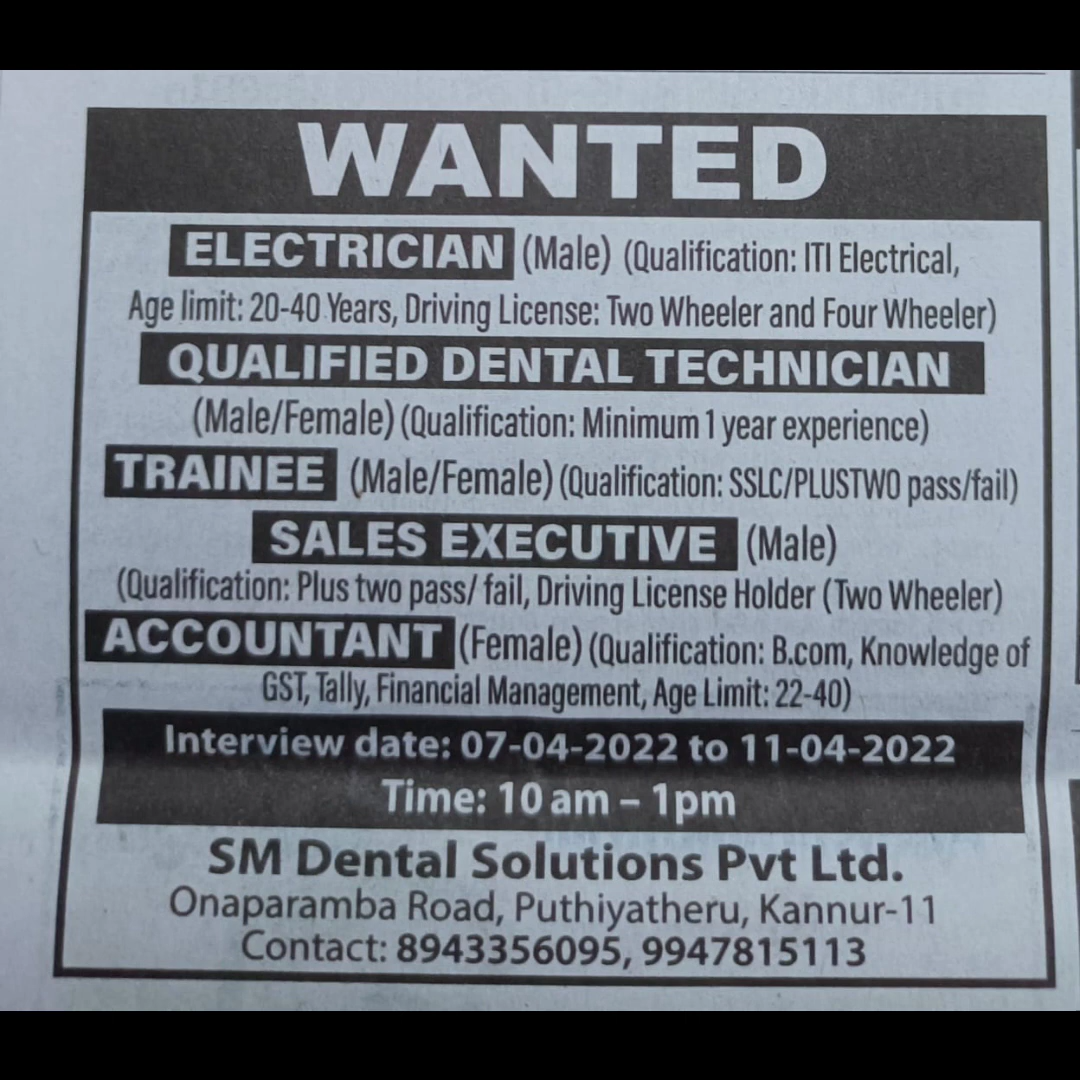 WANTED
ELECTRICIAN (Male) (Qualification: ITI Electrical,
Age limit: 20-40 Years, Driving License: Two Wheeler and Four Wheeler)
QUALIFIED DENTAL TECHNICIAN
(Male/Female) (Qualification: Minimum 1 year experience)
TRAINEE (Male/Female) (Qualification: SSLC/PLUSTWO pass/fail)
SALES EXECUTIVE (Male)
(Qualification: Plus two pass/ fail, Driving License Holder (Two Wheeler)
ACCOUNTANT (Female) (Qualification: B.com, Knowledge of
GST, Tally, Financial Management, Age Limit: 22-40)
Interview date: 07-04-2022 to 11-04-2022
Time: 10 am – 1pm
SM Dental Solutions Pvt Ltd.
Onaparamba Road, Puthiyatheru, Kannur-11
Contact: 8943356095, 9947815113